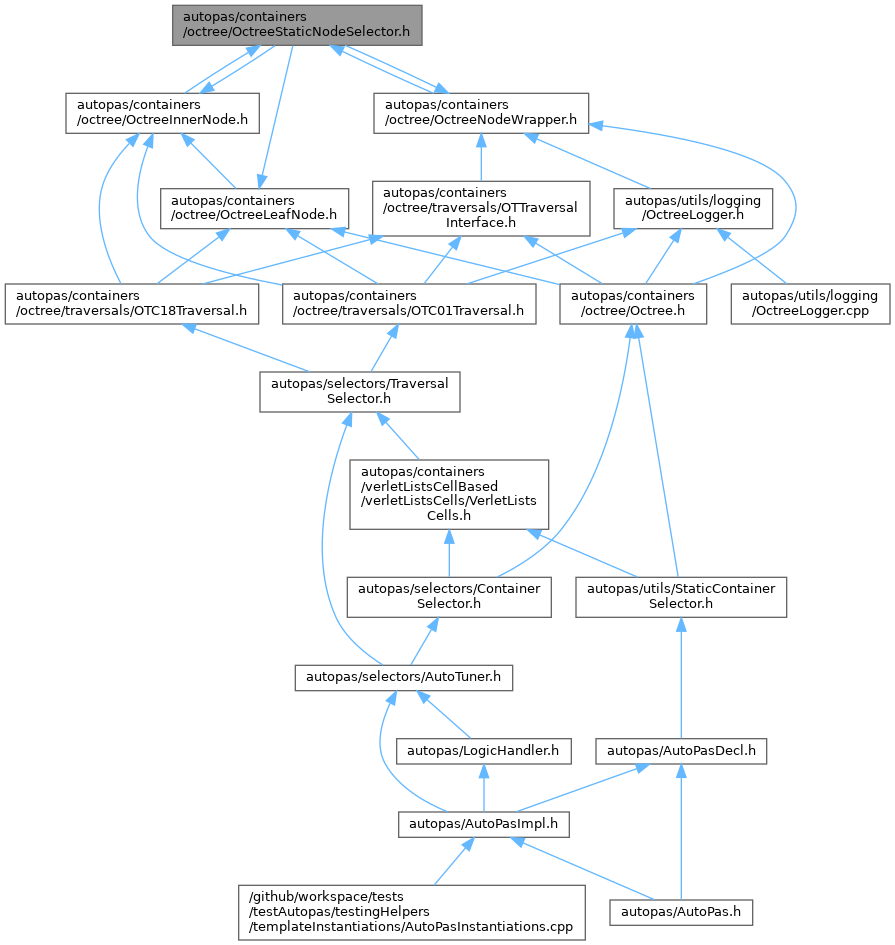 autopas/containers
/octree/OctreeStaticNodeSelector.h
autopas/containers
/octree/OctreeInnerNode.h
autopas/containers
/octree/OctreeNodeWrapper.h
autopas/containers
/octree/OctreeLeafNode.h
autopas/containers
/octree/traversals/OTTraversal
Interface.h
autopas/utils/logging
/OctreeLogger.h
autopas/containers
/octree/traversals/OTC18Traversal.h
autopas/containers
/octree/traversals/OTC01Traversal.h
autopas/containers
/octree/Octree.h
autopas/utils/logging
/OctreeLogger.cpp
autopas/selectors/Traversal
Selector.h
autopas/containers
/verletListsCellBased
/verletListsCells/VerletLists
Cells.h
autopas/selectors/Container
Selector.h
autopas/utils/StaticContainer
Selector.h
autopas/selectors/AutoTuner.h
autopas/LogicHandler.h
autopas/AutoPasDecl.h
autopas/AutoPasImpl.h
/github/workspace/tests
/testAutopas/testingHelpers
/templateInstantiations/AutoPasInstantiations.cpp
autopas/AutoPas.h